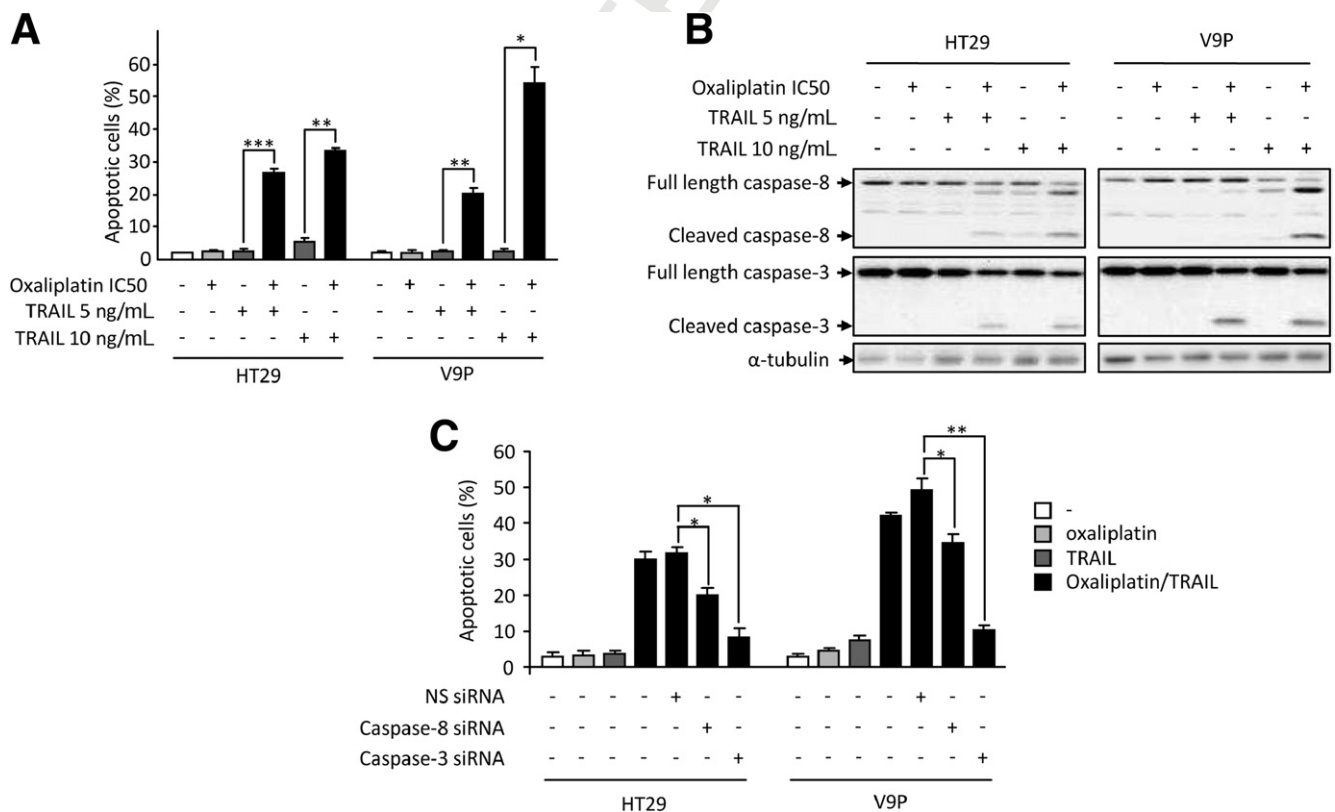 A
Apoptotic cells (%)
60
50
40
30
20
10
0
*** ** ** *
Oxaliplatin IC50 - + - + - + - + - + - +
TRAIL 5 ng/mL - - + + - - - - + + - -
TRAIL 10 ng/mL - - - - + + - - - - + +
HT29 V9P
B
HT29 V9P
Oxaliplatin IC50 - + - + - + - + - + - +
TRAIL 5 ng/mL - - + + - - - - + + - -
TRAIL 10 ng/mL - - - - + + - - - - + +
Full length caspase-8
Cleaved caspase-8
Full length caspase-3
Cleaved caspase-3
α-tubulin
C
Apoptotic cells (%)
60
50
40
30
20
10
0
* * * **
-
oxaliplatin
TRAIL
Oxaliplatin/TRAIL
NS siRNA - - - - + - - - - - - + - -
Caspase-8 siRNA - - - - - + - - - - - - + -
Caspase-3 siRNA - - - - - - + - - - - - - +
HT29 V9P